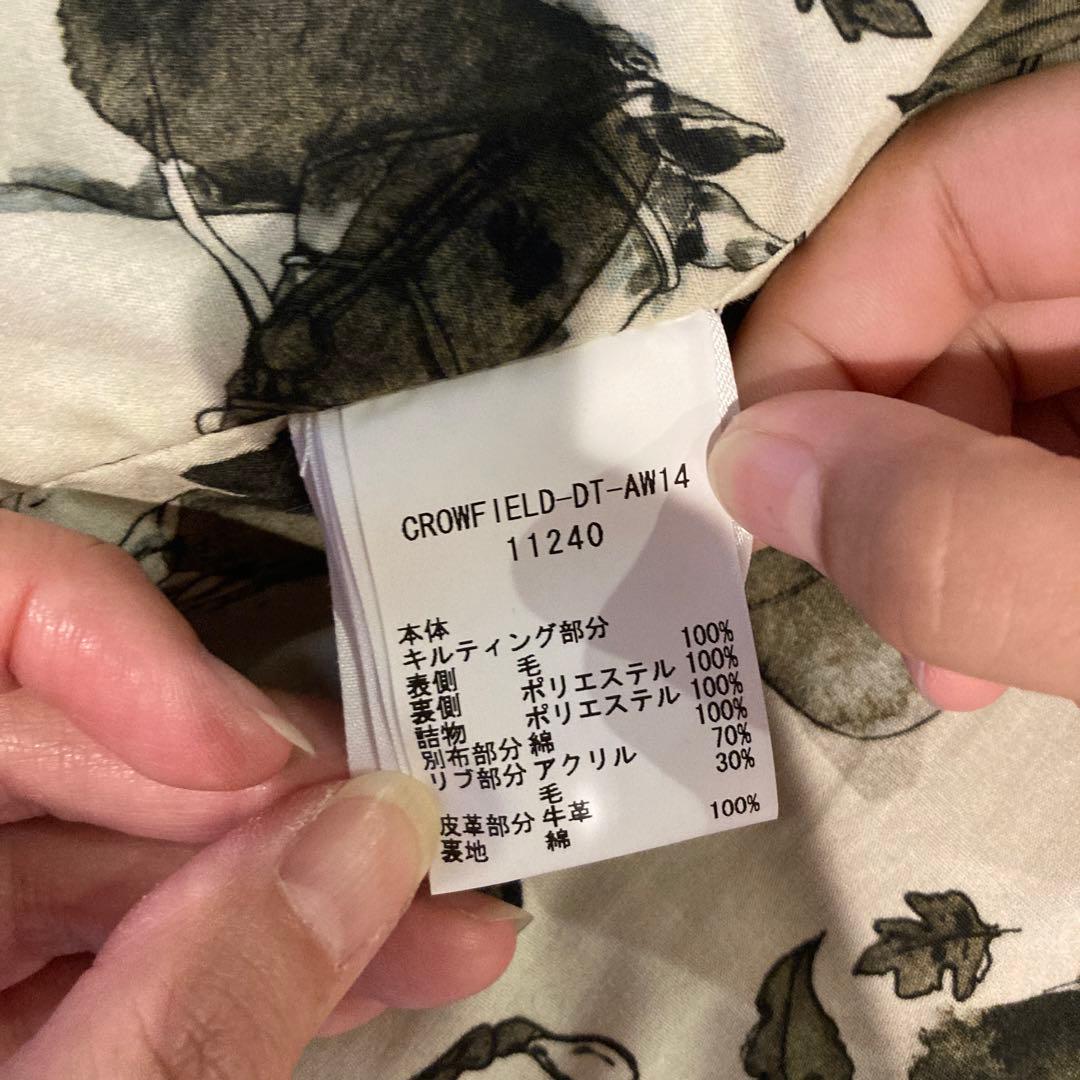 CROWFIELD-DT-AW14
11240
本体
キルティング部分
表側 毛 100%
裏側 ポリエステル 100%
詰物 ポリエステル 100%
別布部分 綿 100%
リブ部分 アクリル 70%
毛 30%
皮革部分 牛革
裏地 綿 100%